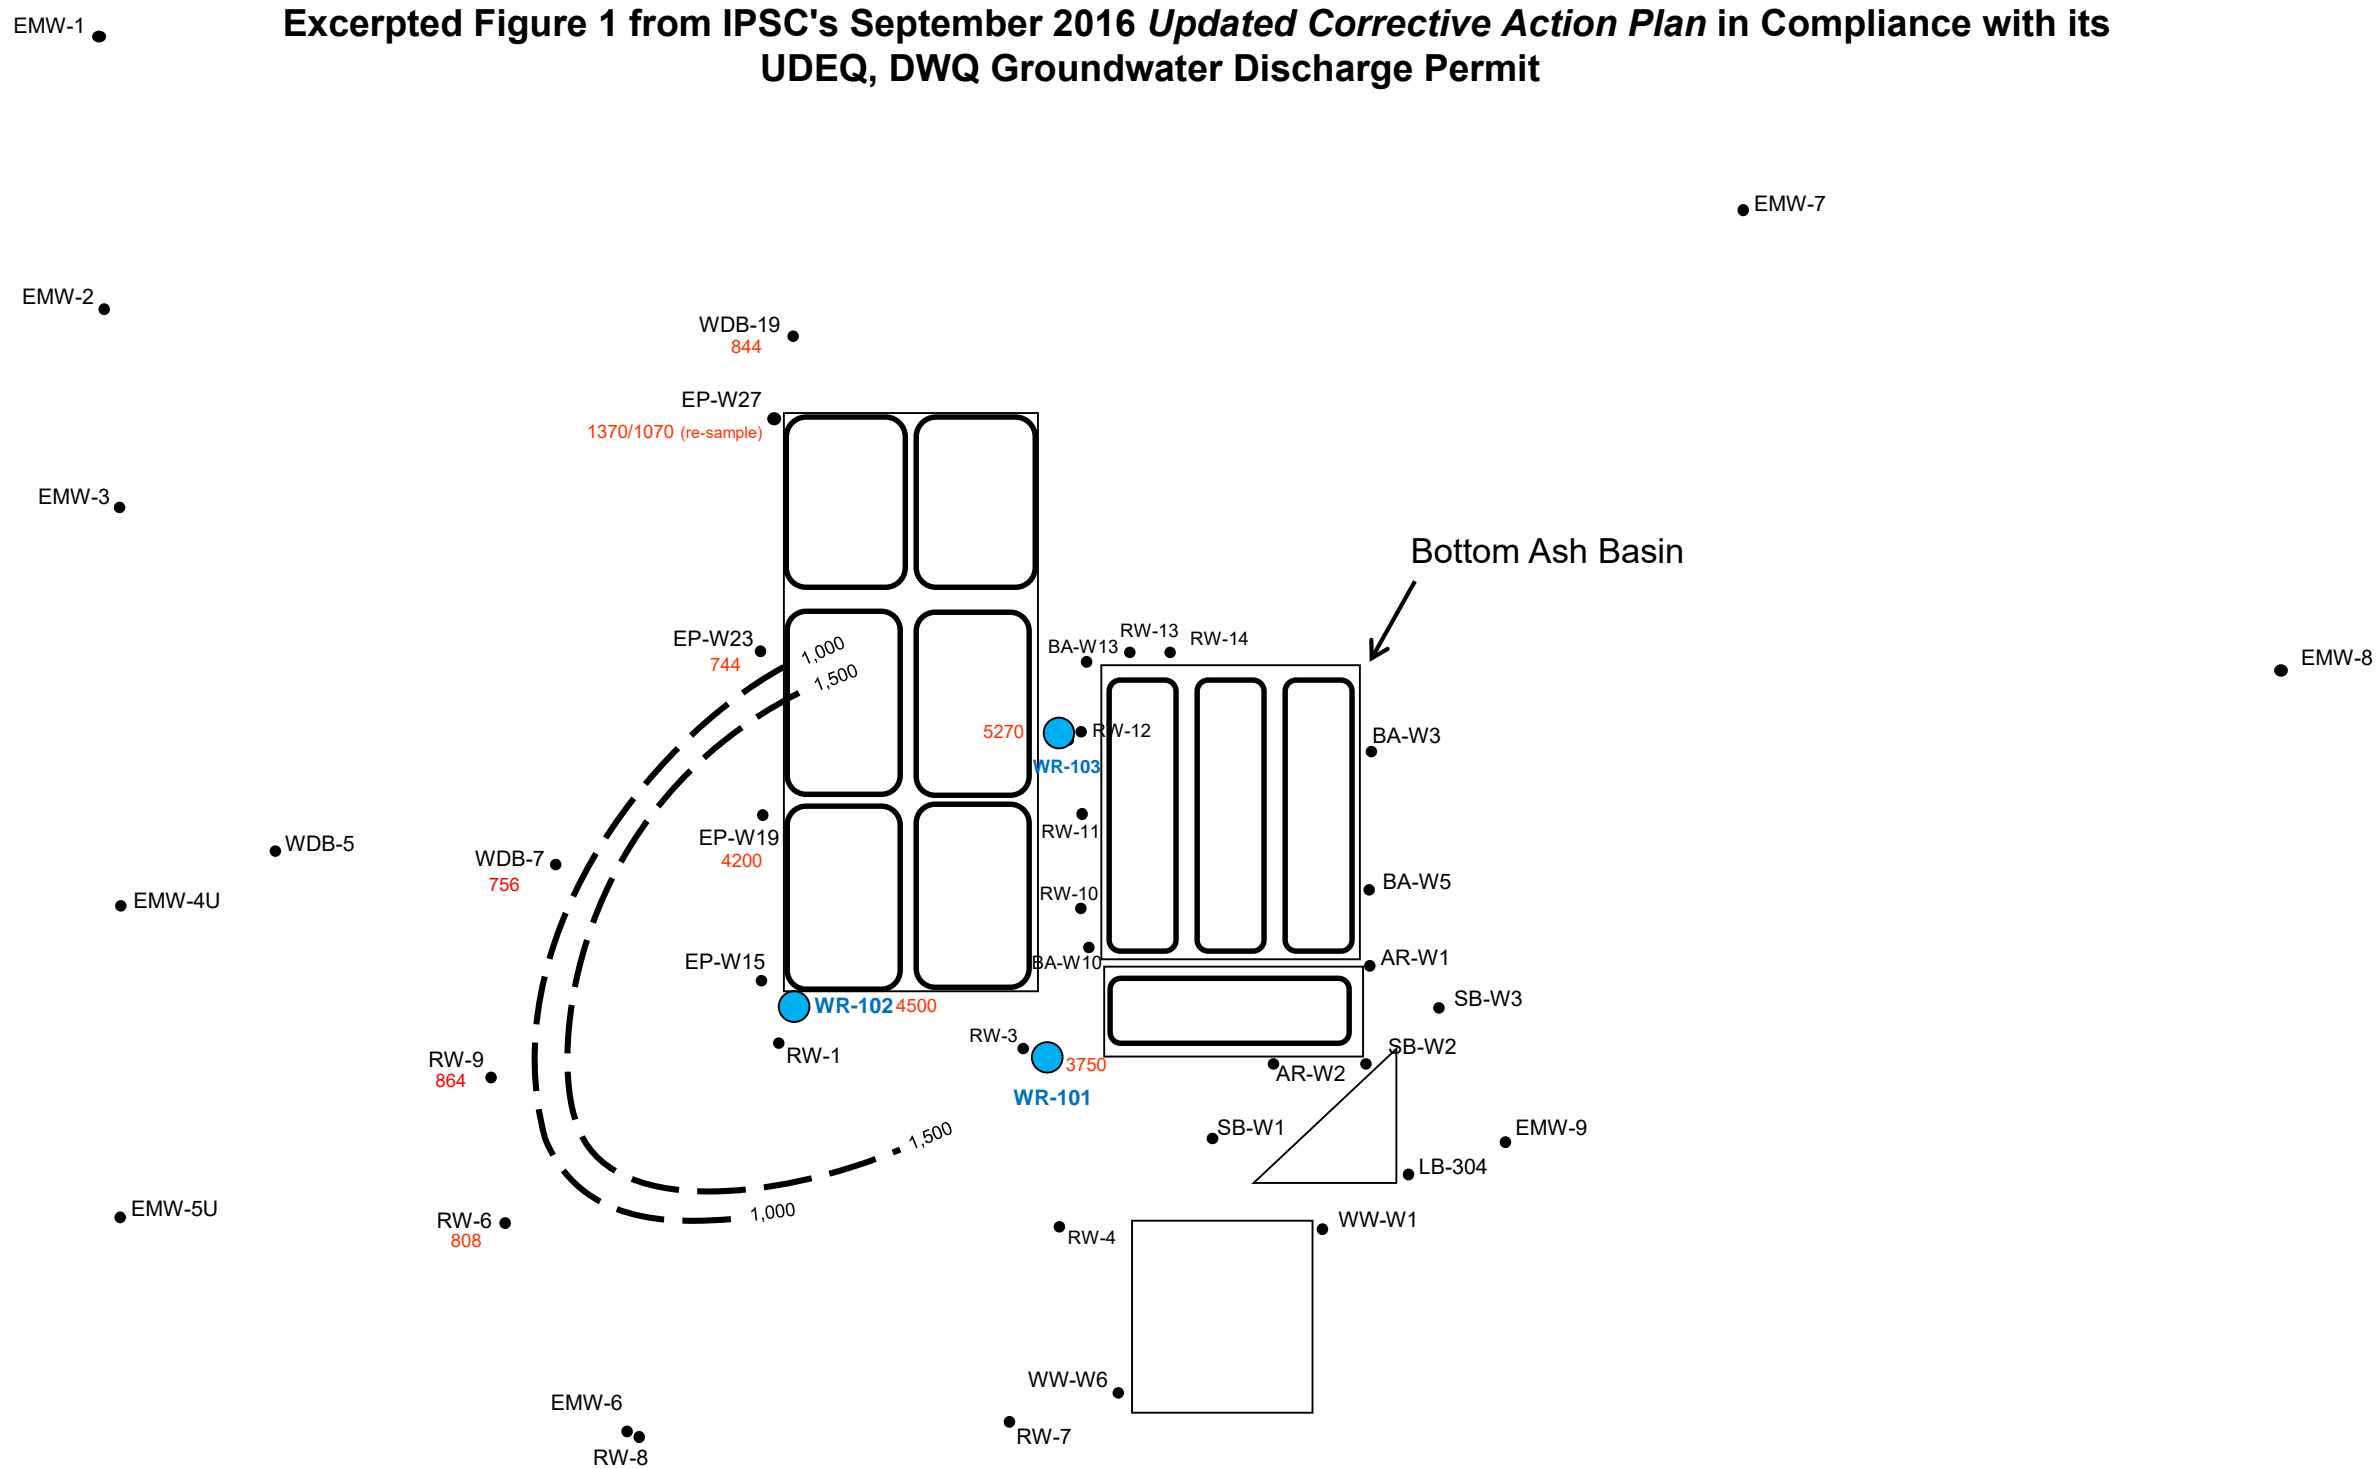 EMW-1
Excerpted Figure 1 from IPSC's September 2016 Updated Corrective Action Plan in Compliance with its
UDEQ, DWQ Groundwater Discharge Permit
EMW-7
EMW-2
WDB-19
844
EP-W27
1370/1070 (re-sample)
EMW-3
Bottom Ash Basin
EP-W23
744
1,000
1,500
BA-W13
RW-13
RW-14
EMW-8
5270
RW-12
WR-103
BA-W3
RW-11
EP-W19
4200
WDB-5
WDB-7
756
RW-10
BA-W5
EMW-4U
EP-W15
BA-W10
AR-W1
WR-102 4500
SB-W3
RW-3
RW-1
SB-W2
RW-9
864
3750
AR-W2
WR-101
1,500
SB-W1
EMW-9
LB-304
EMW-5U
1,000
RW-6
808
RW-4
WW-W1
WW-W6
EMW-6
RW-7
RW-8